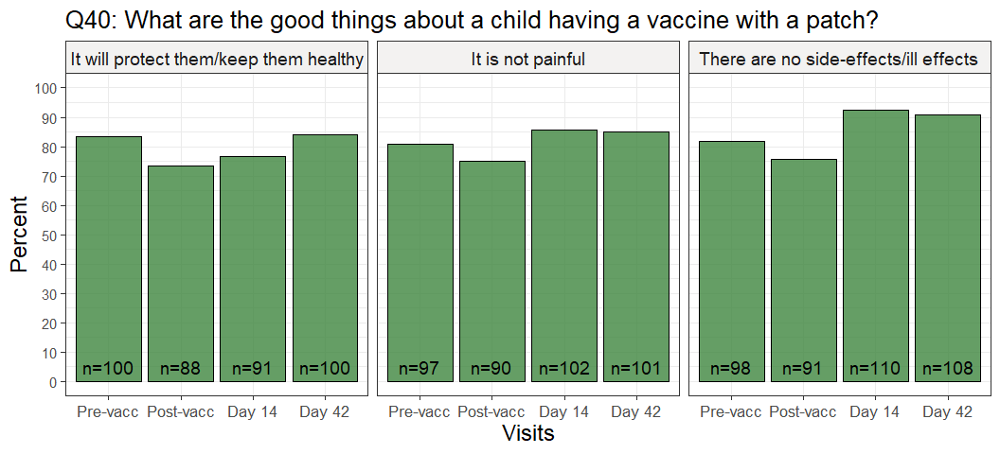 Q40: What are the good things about a child having a vaccine with a patch?
It will protect them/keep them healthy
It is not painful
There are no side-effects/ill effects
Percent
100
90
80
70
60
50
40
30
20
10
0
n=100 n=88 n=91 n=100
n=97 n=90 n=102 n=101
n=98 n=91 n=110 n=108
Pre-vacc Post-vacc Day 14 Day 42
Pre-vacc Post-vacc Day 14 Day 42
Pre-vacc Post-vacc Day 14 Day 42
Visits